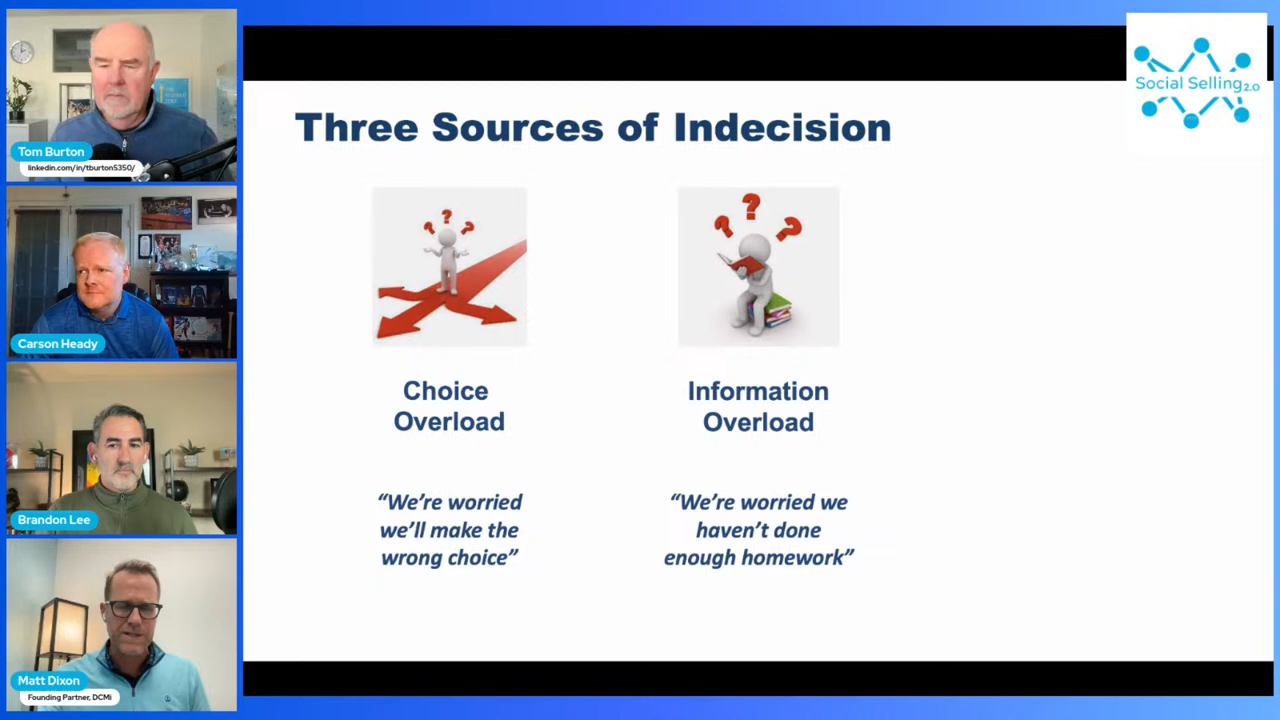 Tom Burton
linkedin.com/in/tburton5350/
Carson Heady
Brandon Lee
Matt Dixon
Founding Partner, DCMi
Social Selling 2.0
Three Sources of Indecision
? ? ?
Choice
Overload
“We’re worried
we’ll make the
wrong choice”
? ? ?
Information
Overload
“We’re worried we
haven’t done
enough homework”